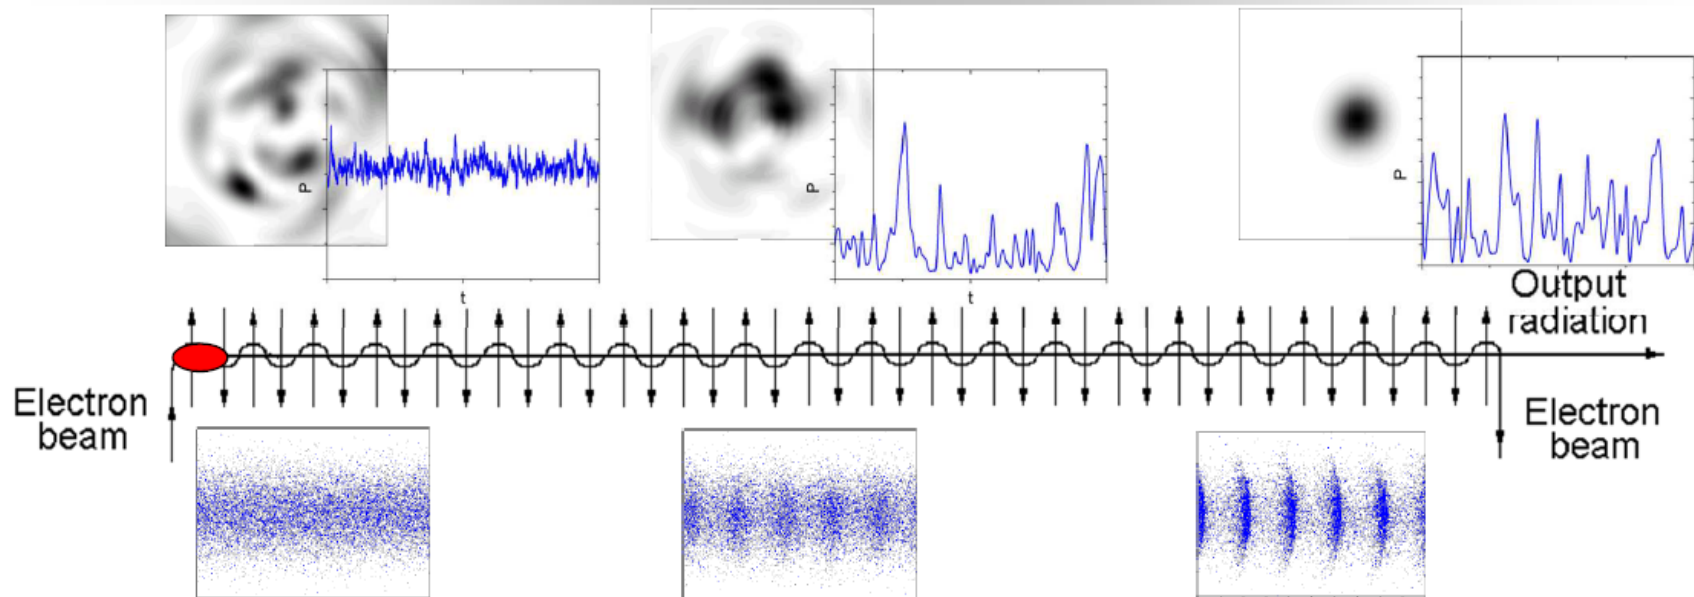 P
t
P
t
P
Output
radiation
Electron
beam
Electron
beam